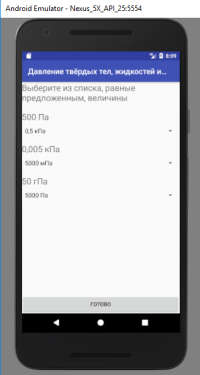 Android Emulator - Nexus_5X_API_25:5554
8:09
Давление твёрдых тел, жидкостей и…
Выберите из списка, равные
предложенным, величины
500 Па
0,5 кПа
0,005 кПа
5000 мПа
50 гПа
5000 Па
ГОТОВО